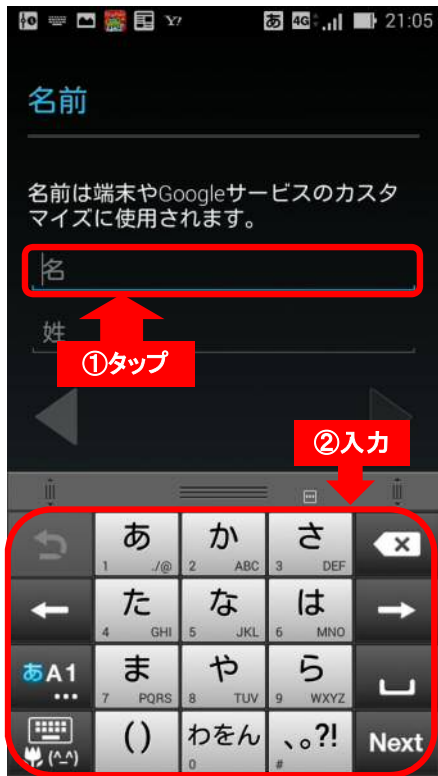 Y? あ 4G 21:05
名前
名前は端末やGoogleサービスのカスタ
マイズに使用されます。
名
姓
①タップ
②入力
あ か さ
1 ./@ 2 ABC 3 DEF
た な は
4 GHI 5 JKL 6 MNO
あA1 ま や ら
7 PQRS 8 TUV 9 WXYZ
(^_^) () わをん 、。?! Next
0 #